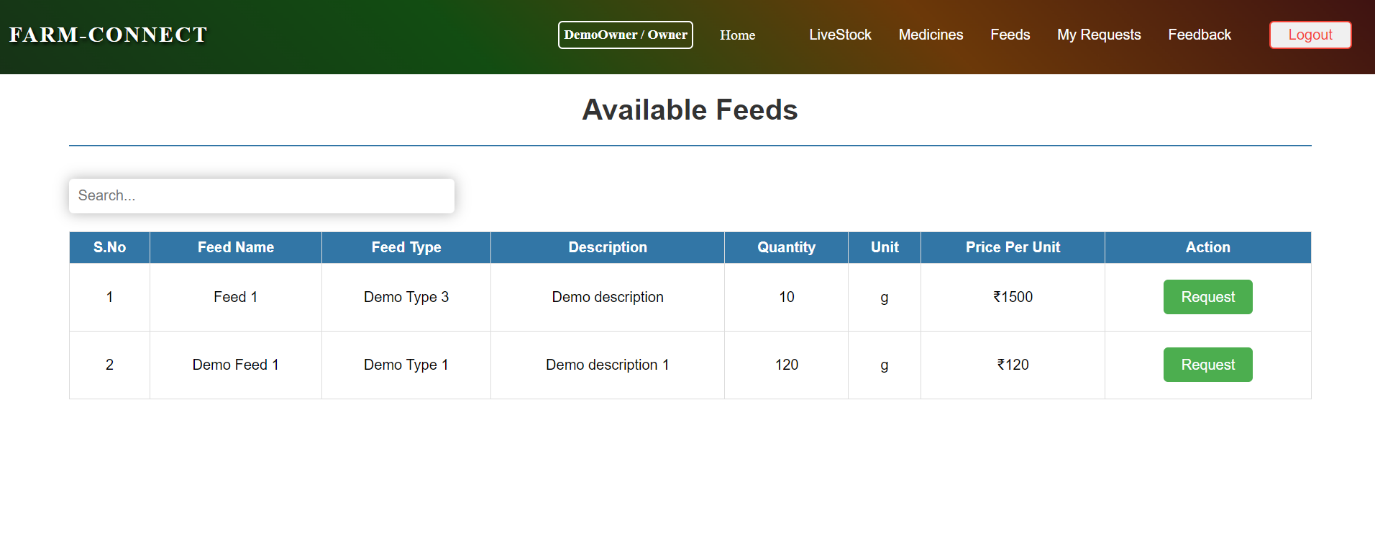 FARM-CONNECT DemoOwner / Owner Home LiveStock Medicines Feeds My Requests Feedback Logout
Available Feeds
Search...
S.No Feed Name Feed Type Description Quantity Unit Price Per Unit Action
1 Feed 1 Demo Type 3 Demo description 10 g ₹1500 Request
2 Demo Feed 1 Demo Type 1 Demo description 1 120 g ₹120 Request